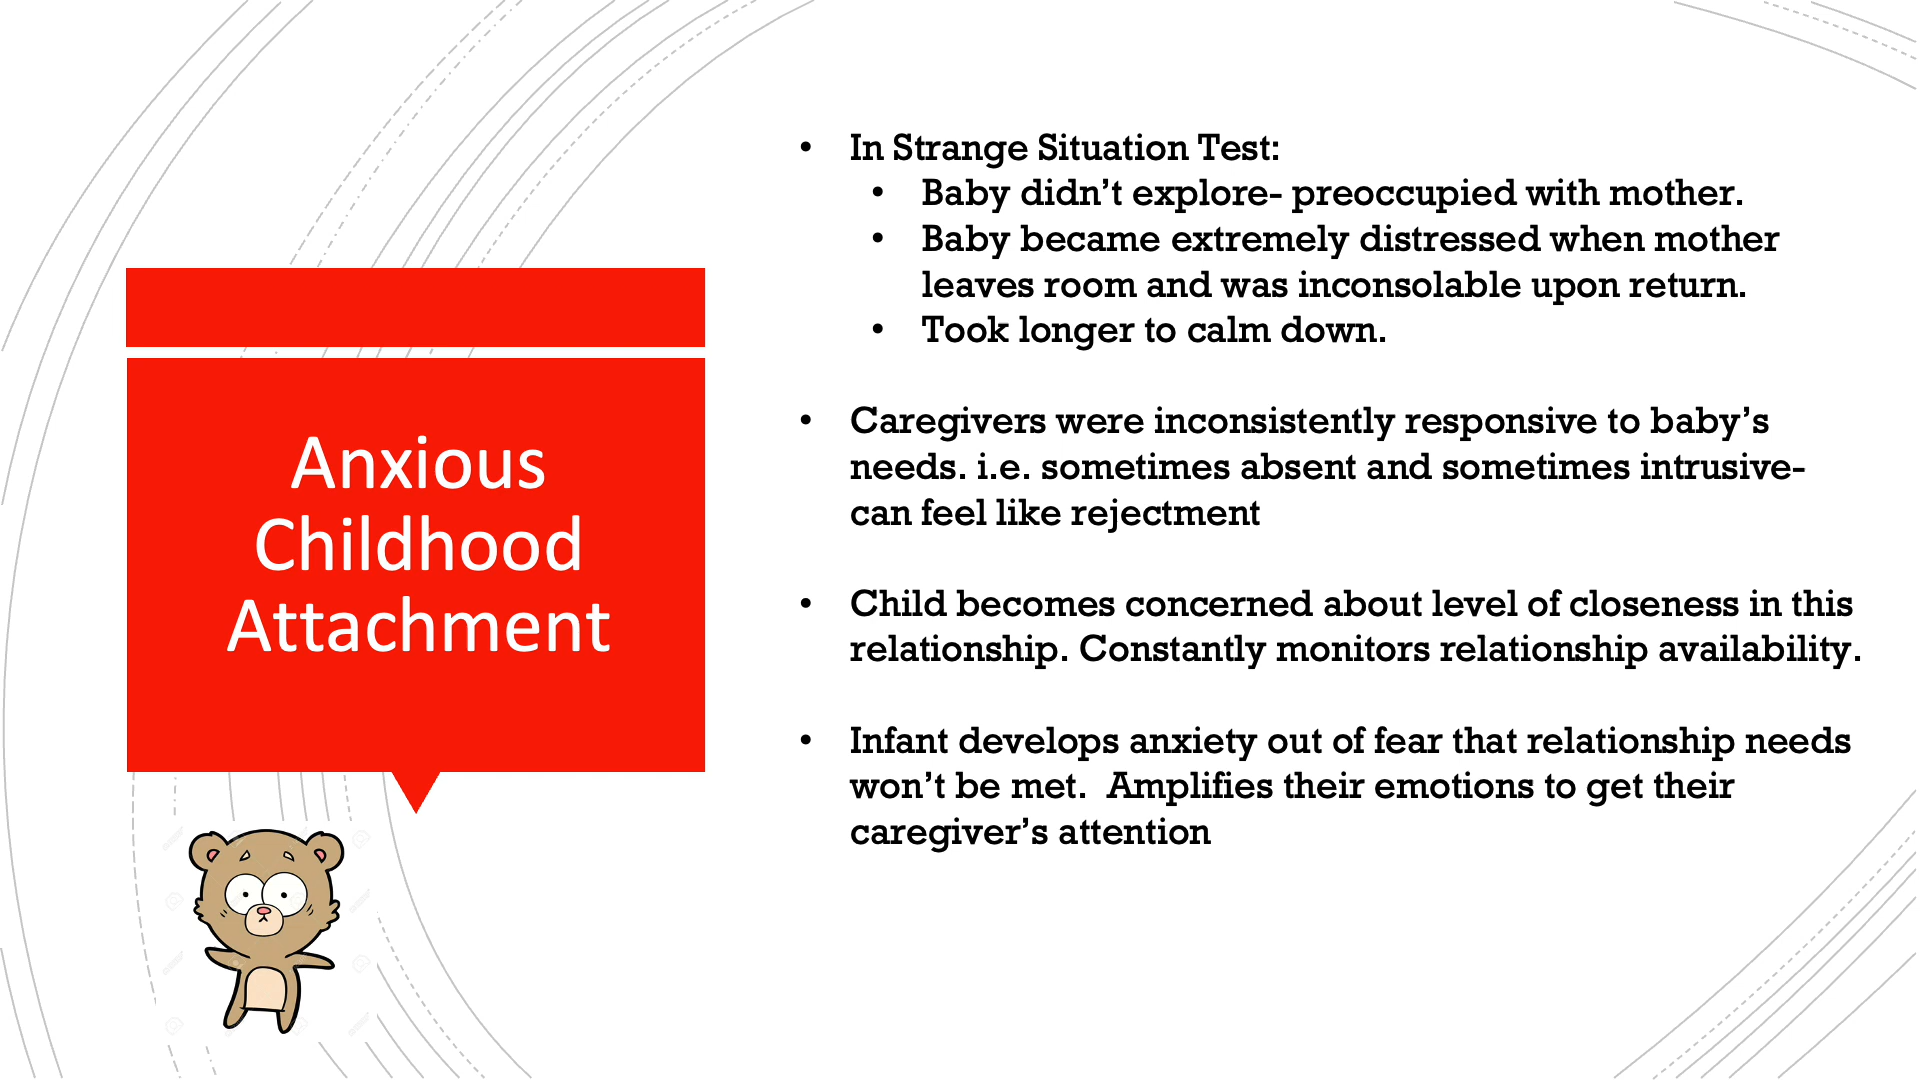 Anxious
Childhood
Attachment
• In Strange Situation Test:
• Baby didn’t explore- preoccupied with mother.
• Baby became extremely distressed when mother
leaves room and was inconsolable upon return.
• Took longer to calm down.
• Caregivers were inconsistently responsive to baby’s
needs. i.e. sometimes absent and sometimes intrusive-
can feel like rejectment
• Child becomes concerned about level of closeness in this
relationship. Constantly monitors relationship availability.
• Infant develops anxiety out of fear that relationship needs
won’t be met.  Amplifies their emotions to get their
caregiver’s attention